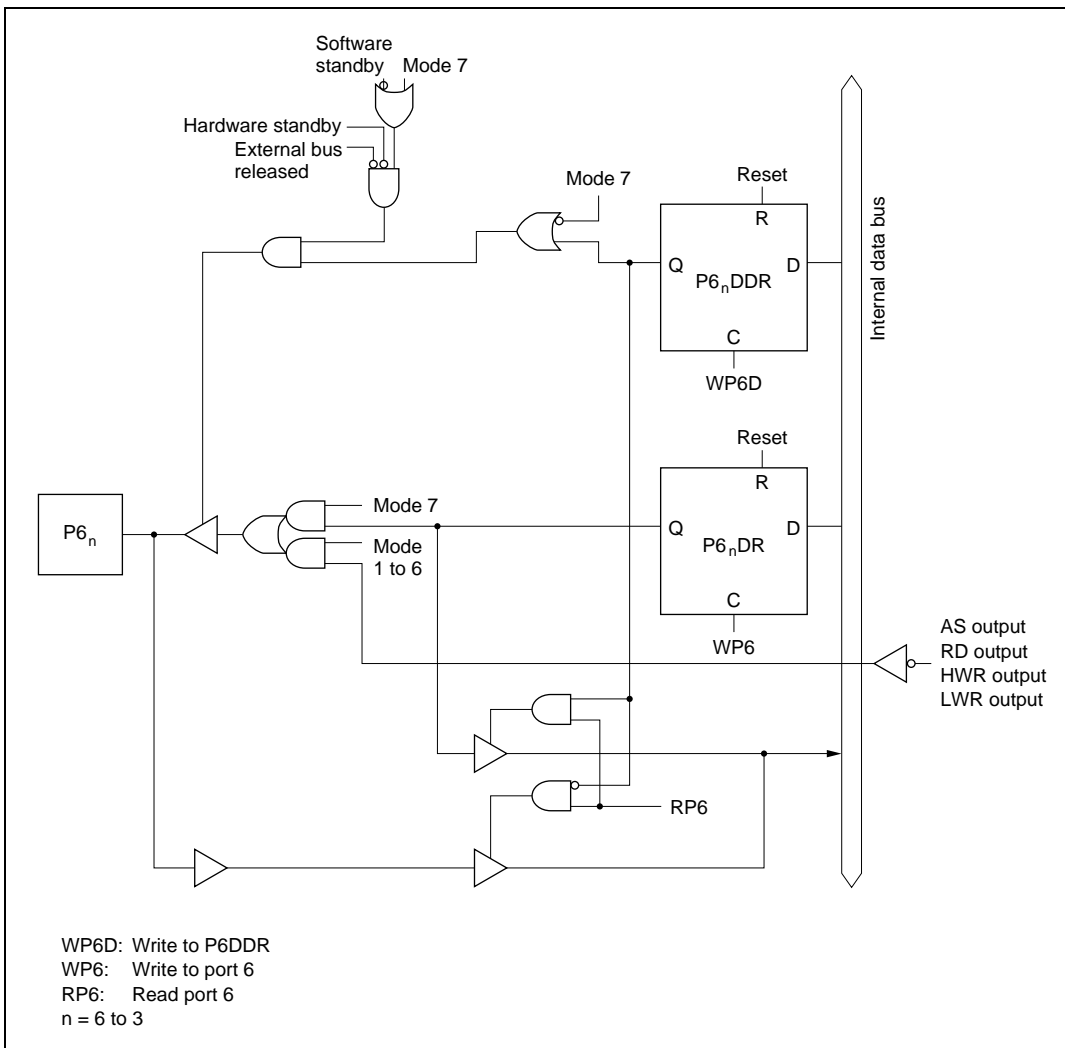 Software
standby
Mode 7
Hardware standby
External bus
released
Mode 7
Reset
R
Q
D
P6nDDR
C
WP6D
Internal data bus
Reset
R
Q
D
P6nDR
C
WP6
P6n
Mode 7
Mode
1 to 6
AS output
RD output
HWR output
LWR output
RP6
WP6D: Write to P6DDR
WP6: Write to port 6
RP6: Read port 6
n = 6 to 3